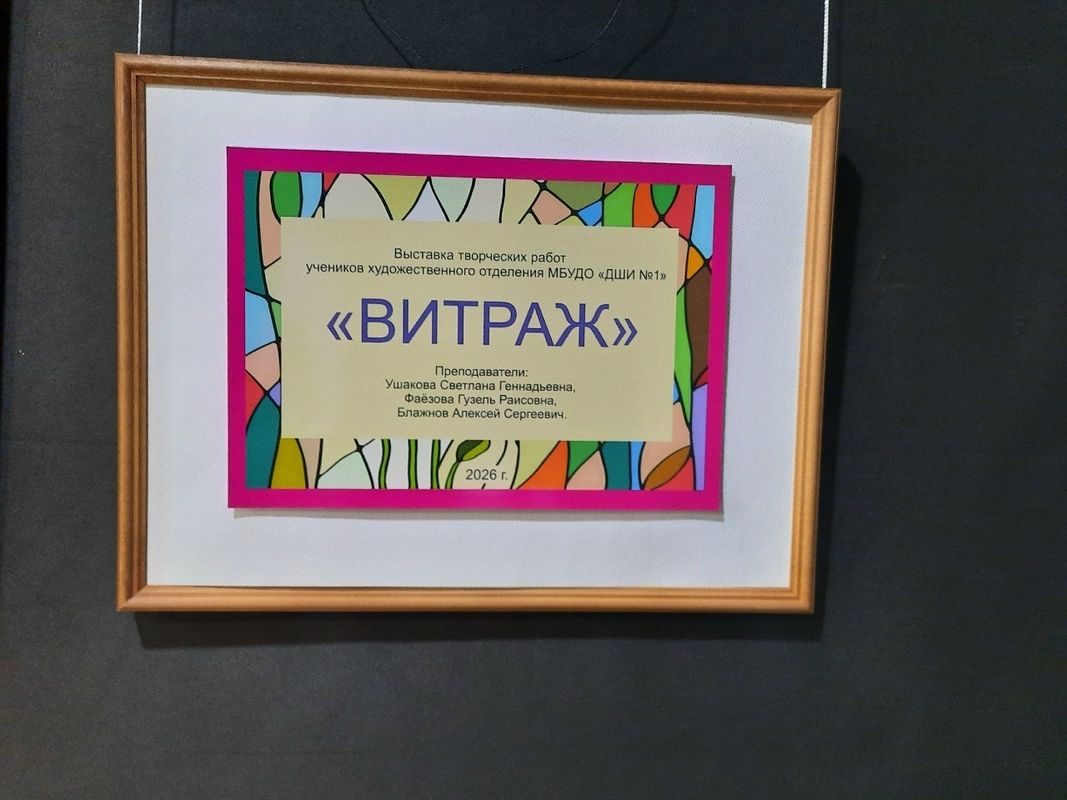 Выставка творческих работ
учеников художественного отделения МБУДО «ДШИ №1»
«ВИТРАЖ»
Преподаватели:
Ушакова Светлана Геннадьевна,
Фаёзова Гузель Раисовна,
Блажнов Алексей Сергеевич.
2026 г.